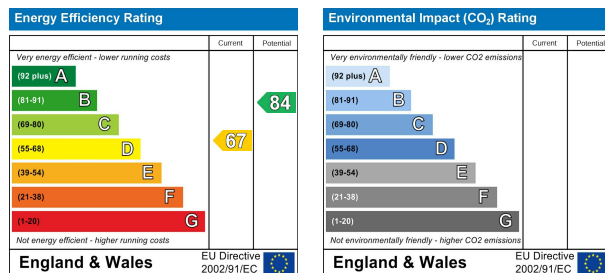 Energy Efficiency Rating
Current Potential
Very energy efficient - lower running costs
(92 plus) A
(81-91) B
84
(69-80) C
67
(55-68) D
(39-54) E
(21-38) F
(1-20) G
Not energy efficient - higher running costs
England & Wales
EU Directive
2002/91/EC
Environmental Impact (CO₂) Rating
Current Potential
Very environmentally friendly - lower CO2 emissions
(92 plus) A
(81-91) B
(69-80) C
(55-68) D
(39-54) E
(21-38) F
(1-20) G
Not environmentally friendly - higher CO2 emissions
England & Wales
EU Directive
2002/91/EC